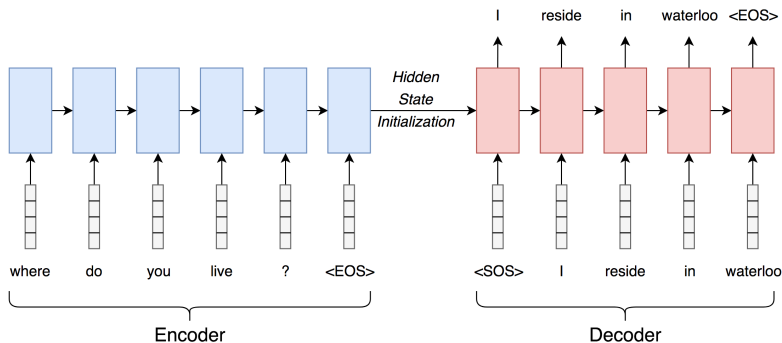 I reside in waterloo <EOS>
Hidden
State
Initialization
where do you live ? <EOS>
<SOS> I reside in waterloo
Encoder
Decoder